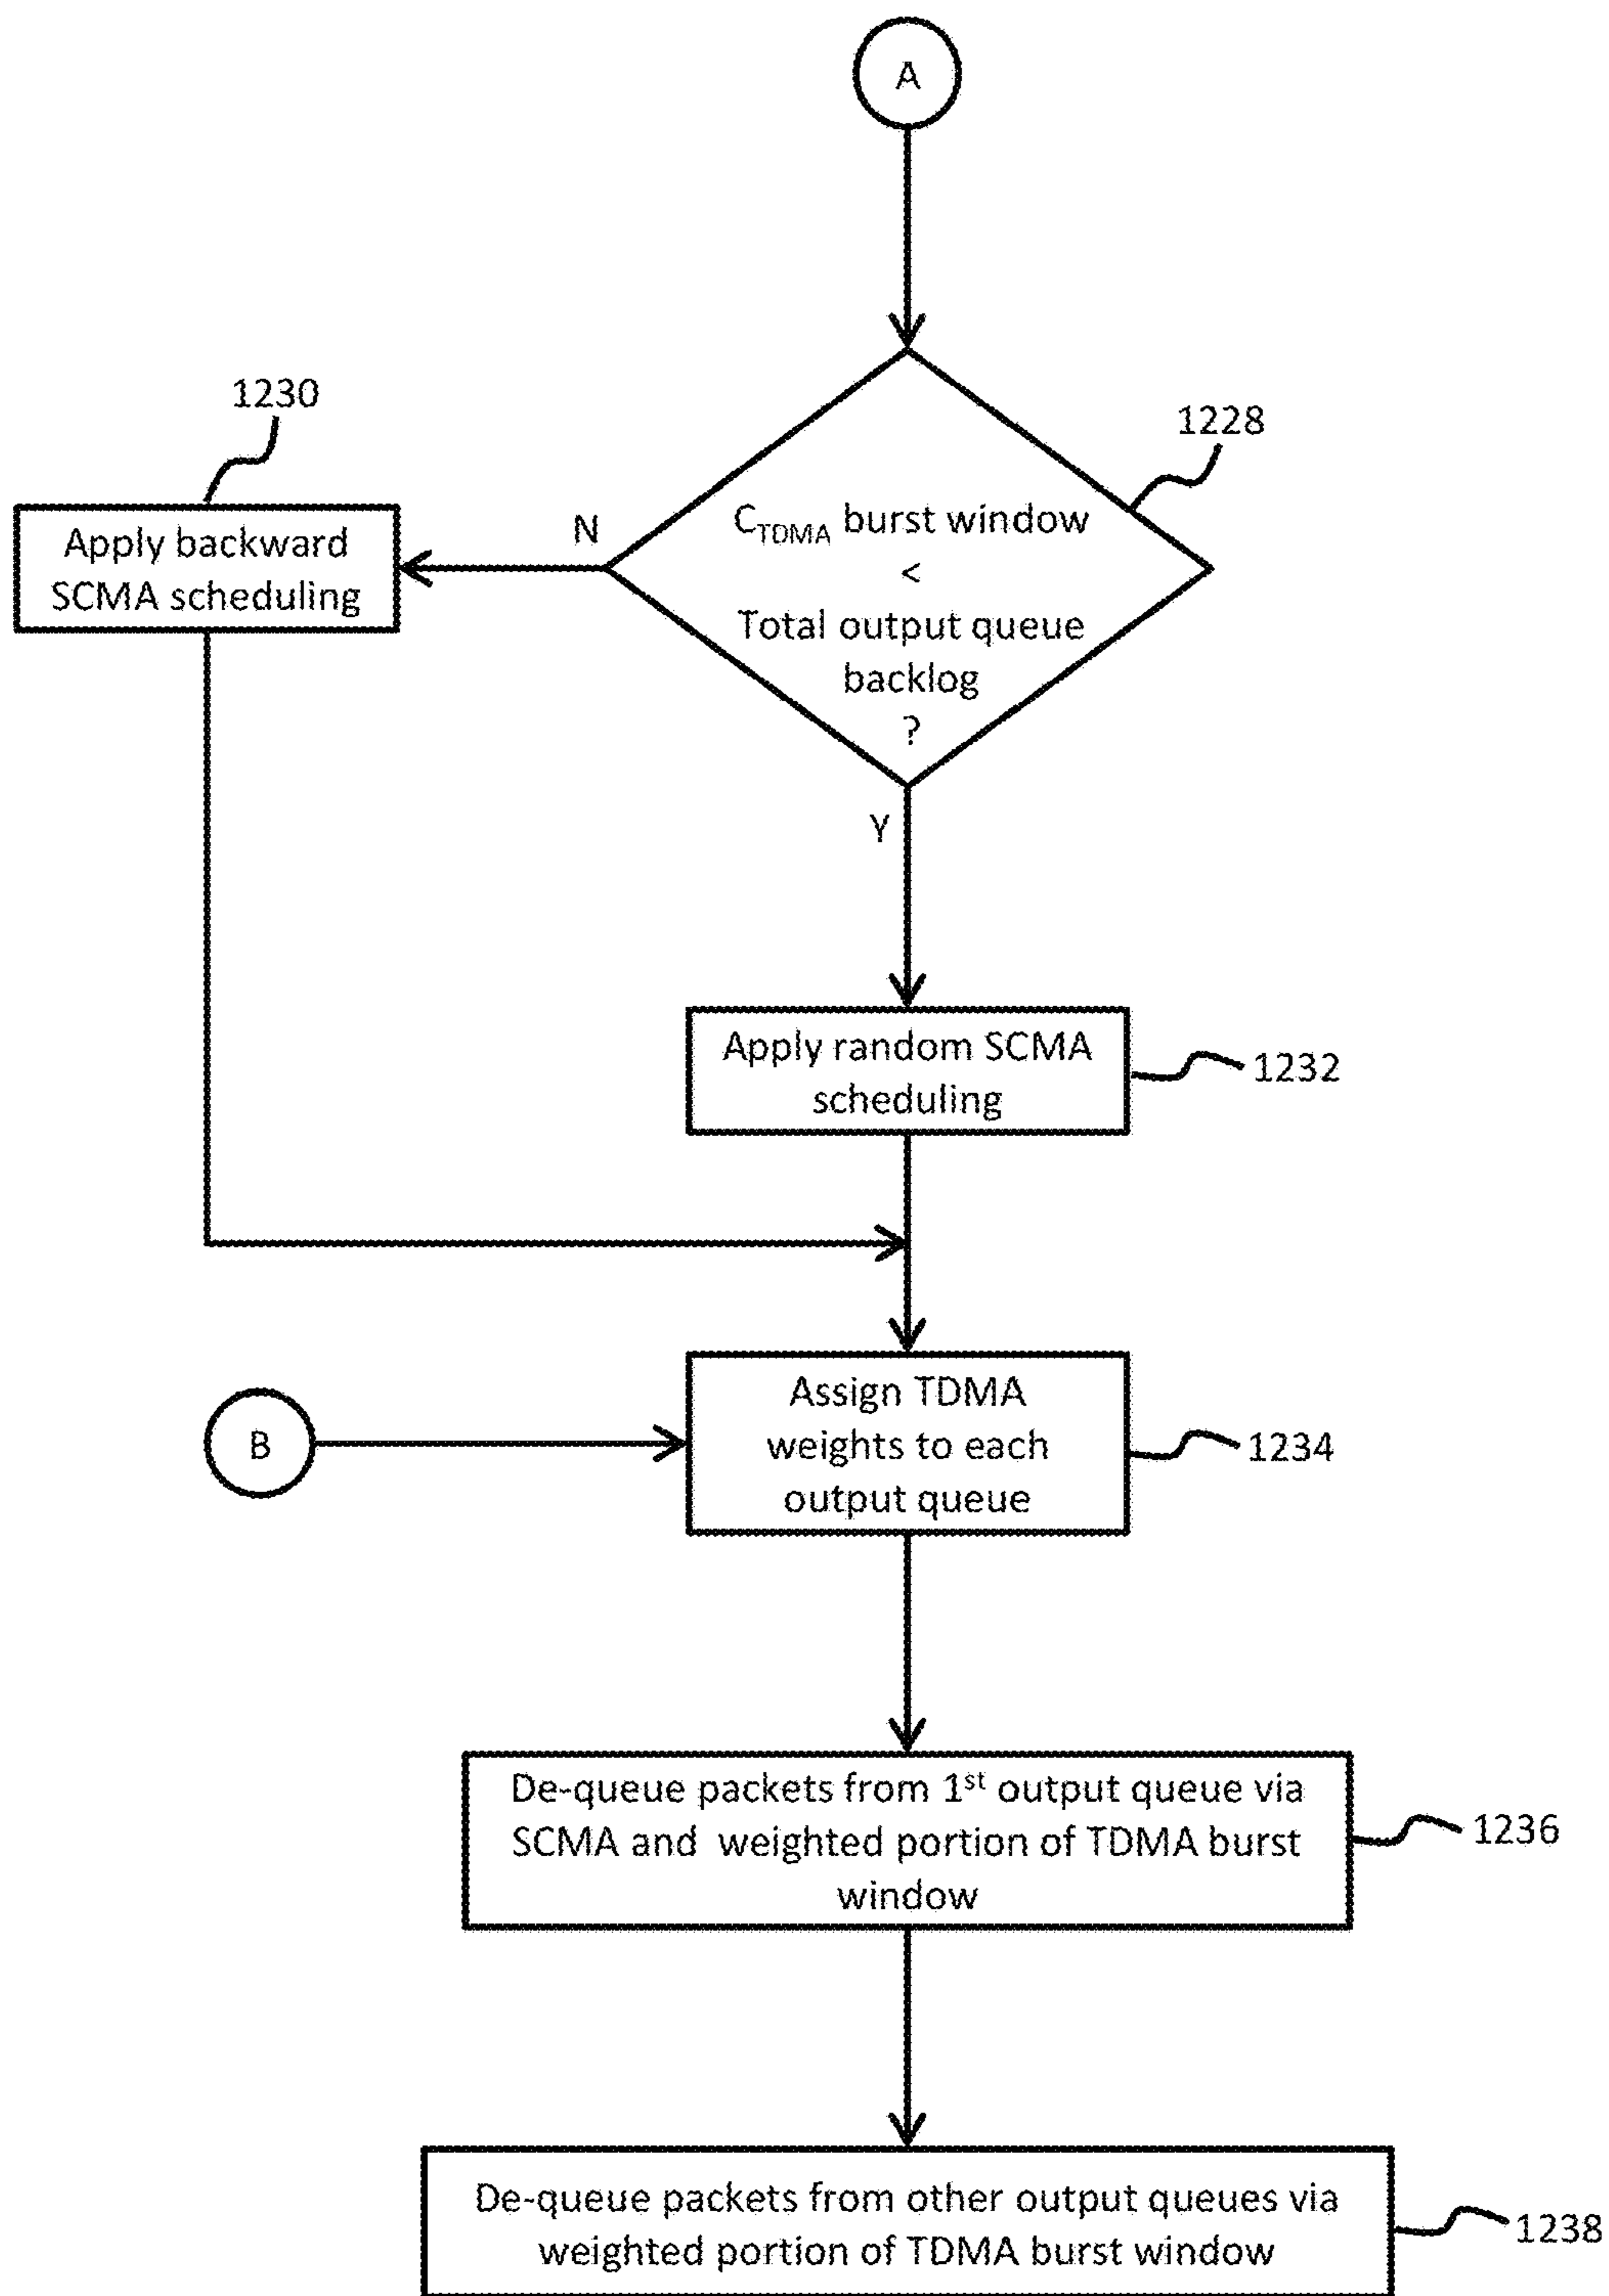 A
1230
1228
N
C_TDMA burst window
<
Total output queue
backlog
?
Apply backward
SCMA scheduling
Y
Apply random SCMA
scheduling
1232
B
Assign TDMA
weights to each
output queue
1234
De-queue packets from 1st output queue via
SCMA and weighted portion of TDMA burst
window
1236
De-queue packets from other output queues via
weighted portion of TDMA burst window
1238